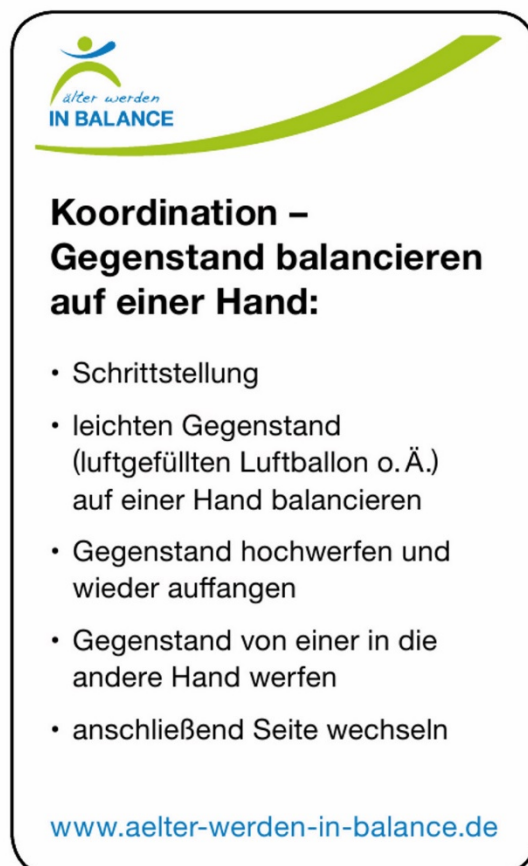 älter werden
IN BALANCE
Koordination –
Gegenstand balancieren
auf einer Hand:
• Schrittstellung
• leichten Gegenstand
(luftgefüllten Luftballon o. Ä.)
auf einer Hand balancieren
• Gegenstand hochwerfen und
wieder auffangen
• Gegenstand von einer in die
andere Hand werfen
• anschließend Seite wechseln
www.aelter-werden-in-balance.de